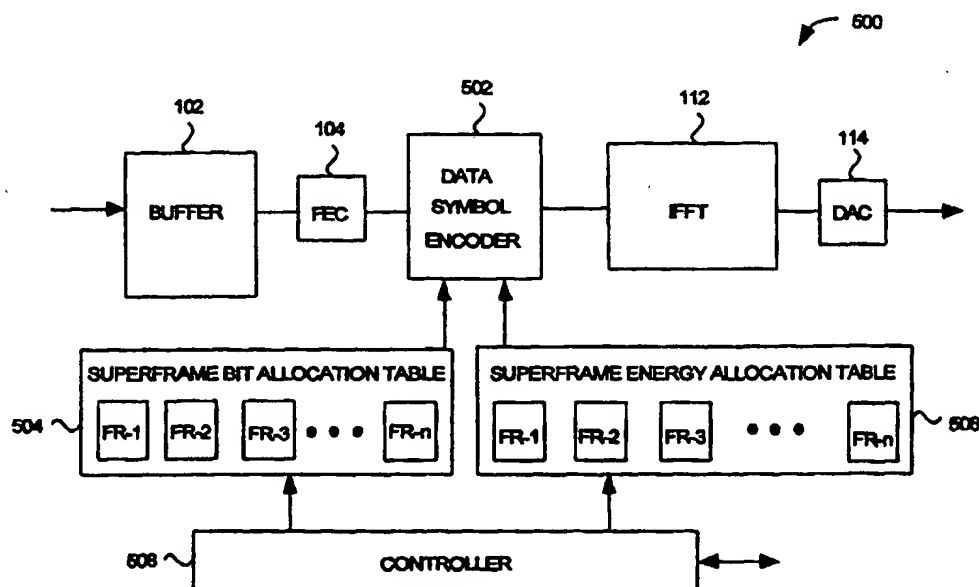 500
102
104
502
112
114
BUFFER
FEC
DATA
SYMBOL
ENCODER
IFFT
DAC
SUPERFRAME BIT ALLOCATION TABLE
FR-1 FR-2 FR-3 • • • FR-n
504
SUPERFRAME ENERGY ALLOCATION TABLE
FR-1 FR-2 FR-3 • • • FR-n
508
506
CONTROLLER